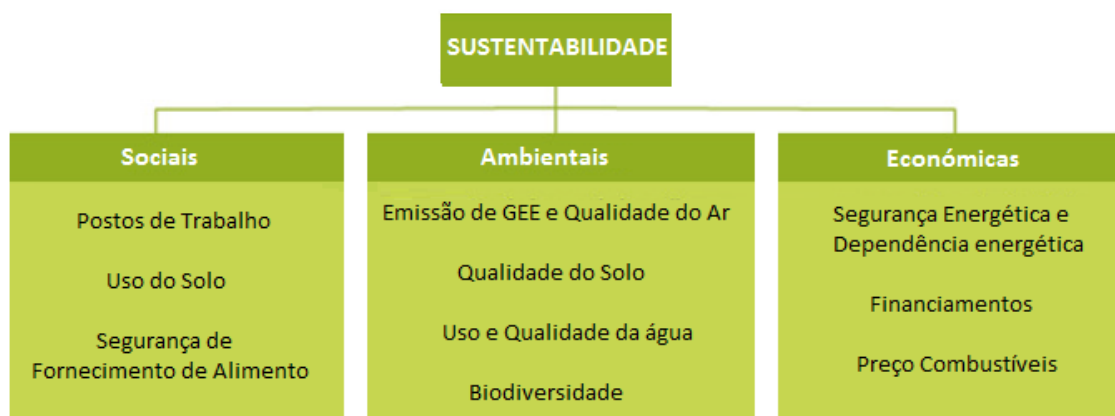 SUSTENTABILIDADE
Sociais
Postos de Trabalho
Uso do Solo
Segurança de
Fornecimento de Alimento
Ambientais
Emissão de GEE e Qualidade do Ar
Qualidade do Solo
Uso e Qualidade da água
Biodiversidade
Económicas
Segurança Energética e
Dependência energética
Financiamentos
Preço Combustíveis